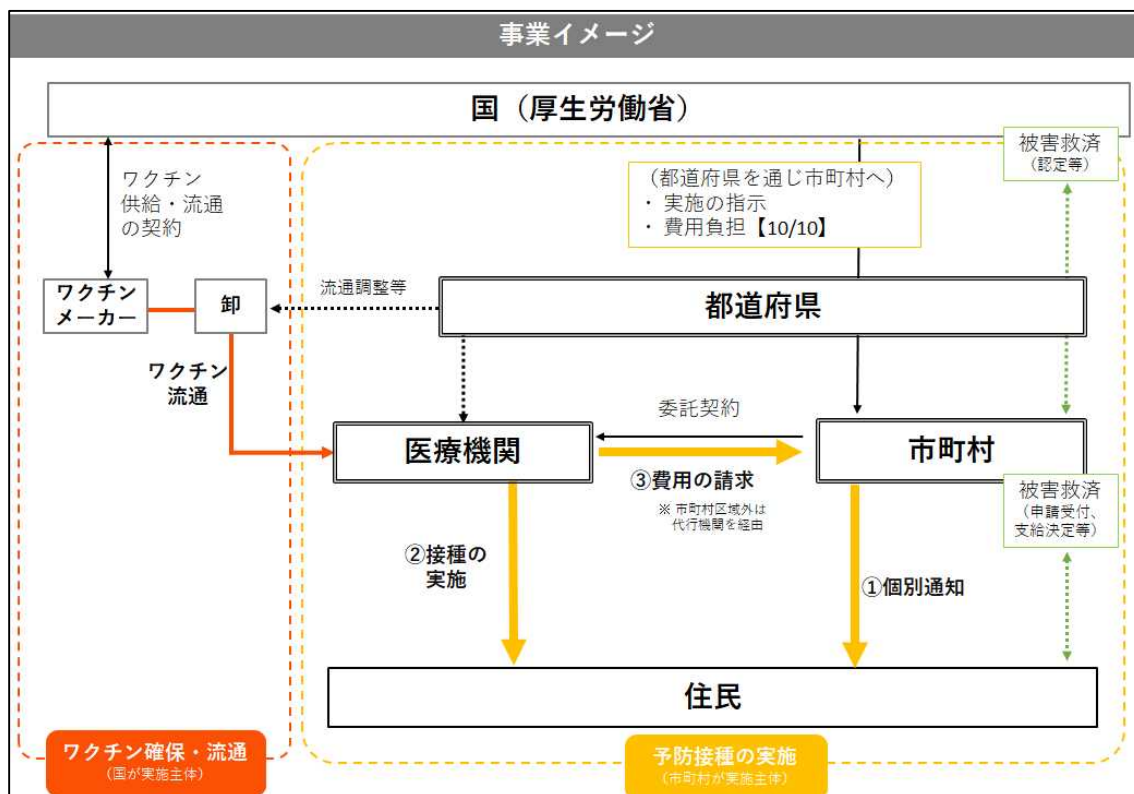 事業イメージ
国（厚生労働省）
ワクチン
供給・流通
の契約
（都道府県を通じ市町村へ）
・ 実施の指示
・ 費用負担【10/10】
被害救済
（認定等）
ワクチン
メーカー
卸
流通調整等
都道府県
ワクチン
流通
医療機関
委託契約
市町村
③費用の請求
※ 市町村区域外は
代行機関を経由
被害救済
（申請受付、
支給決定等）
②接種の
実施
①個別通知
住民
ワクチン確保・流通
（国が実施主体）
予防接種の実施
（市町村が実施主体）